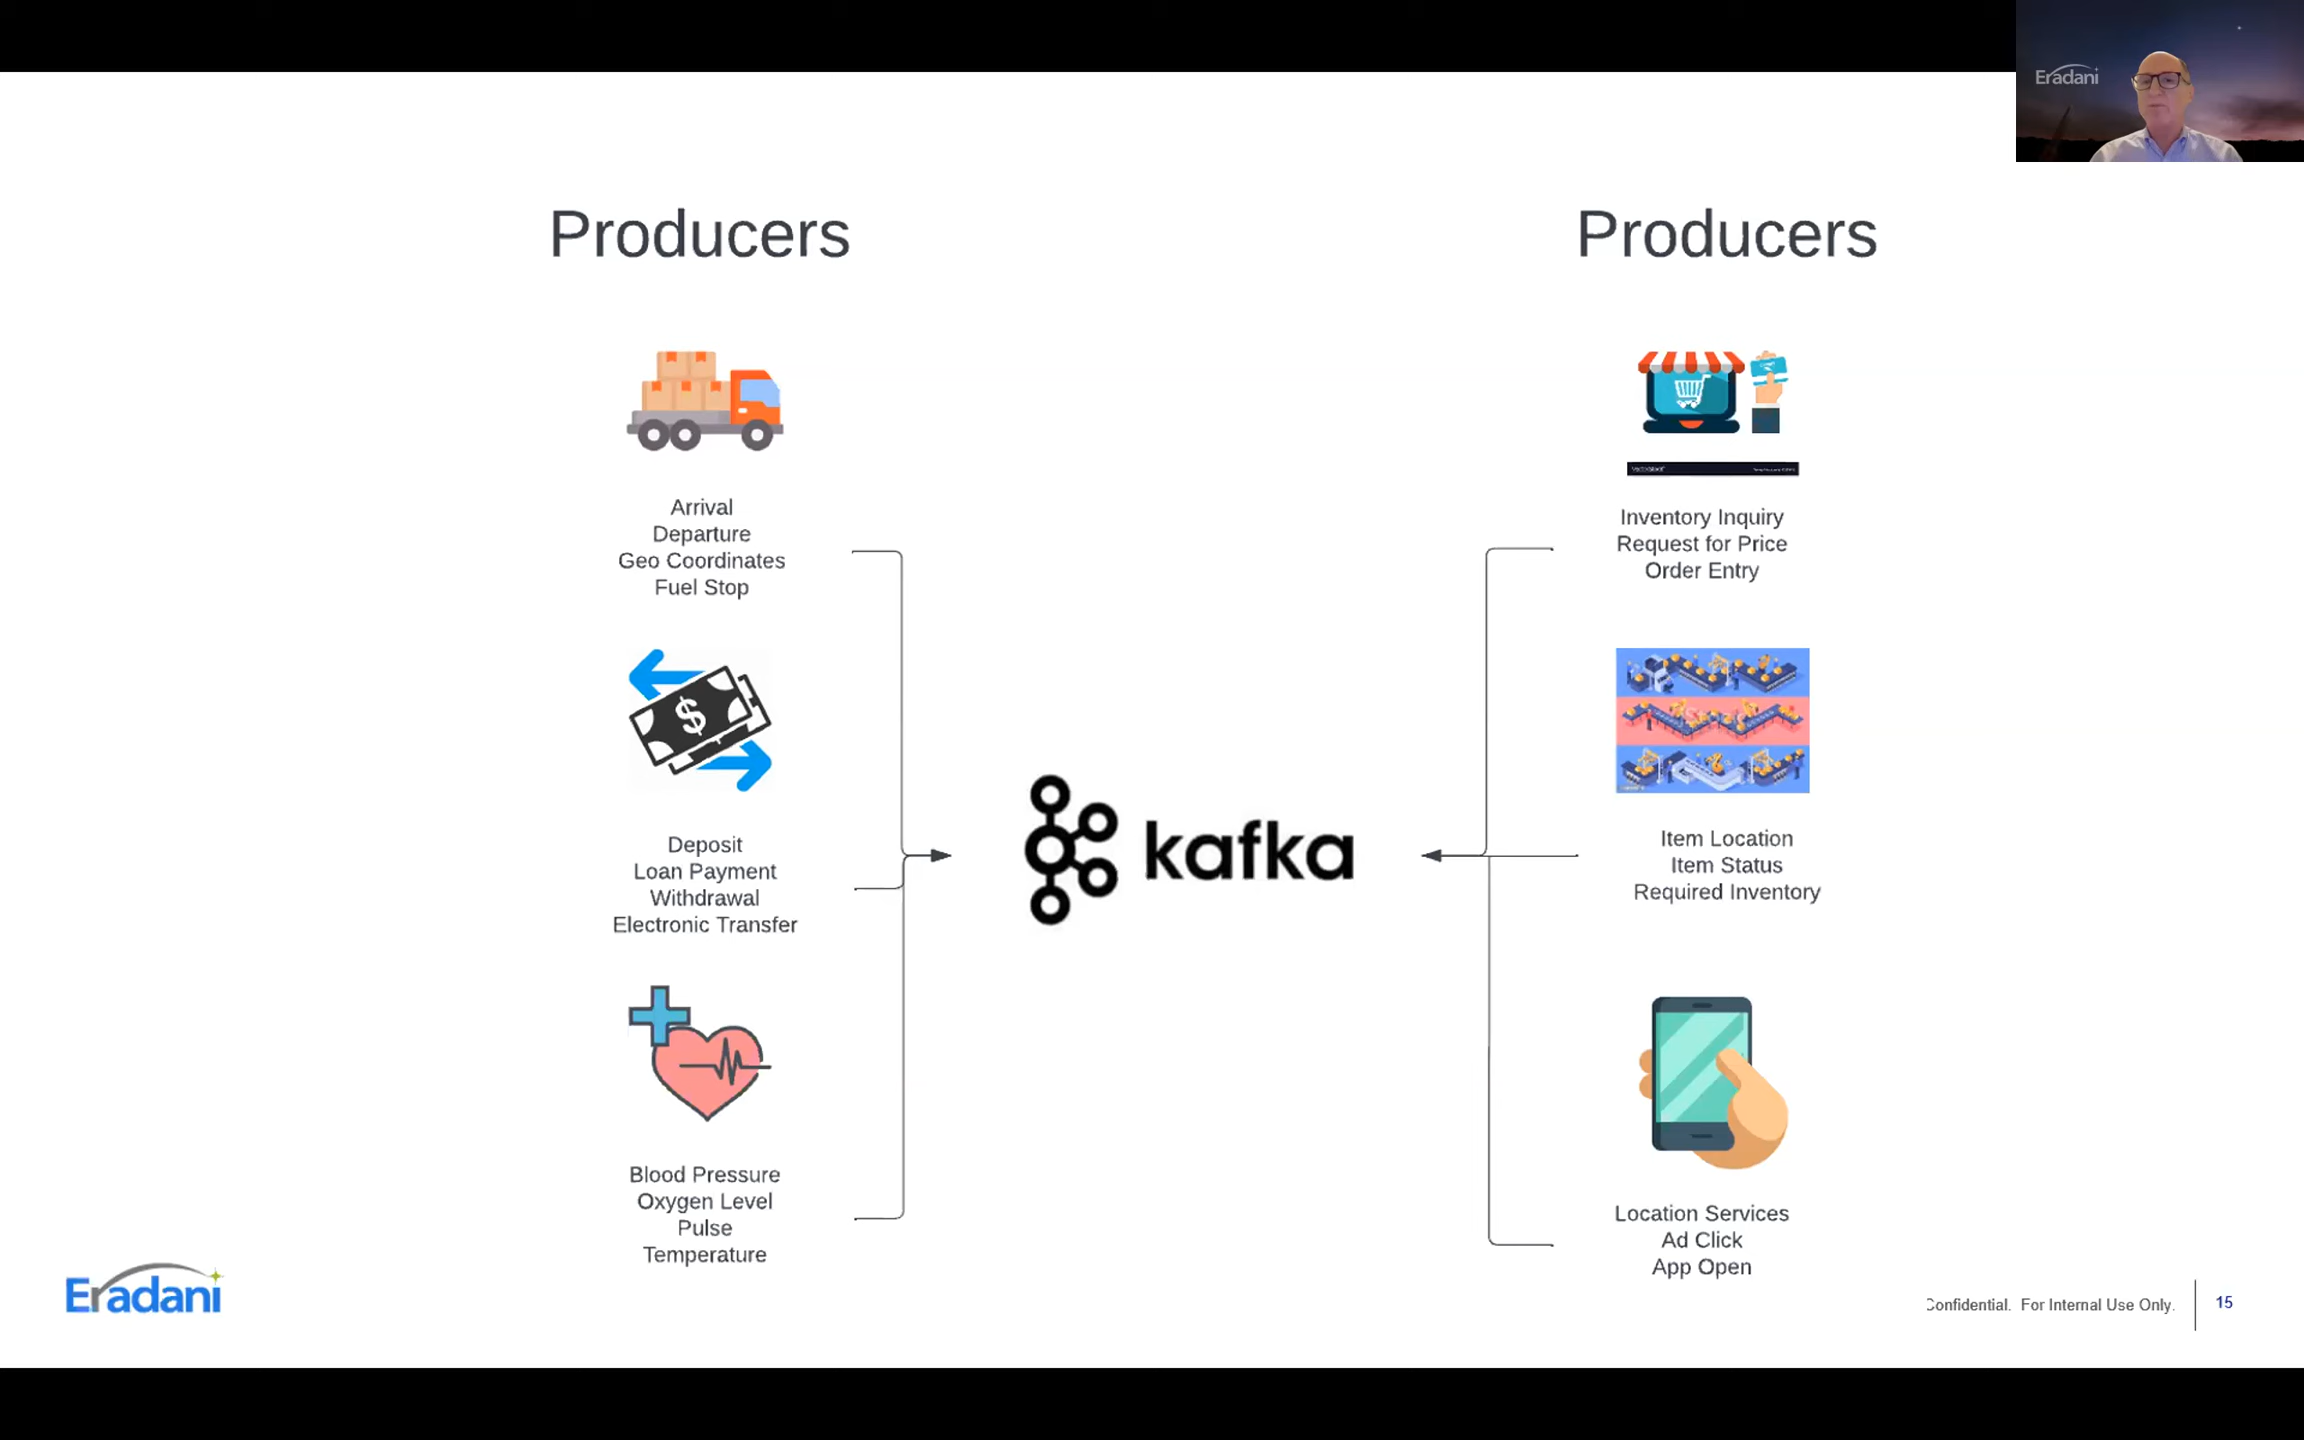 Eradani
Producers
Arrival
Departure
Geo Coordinates
Fuel Stop
$
Deposit
Loan Payment
Withdrawal
Electronic Transfer
Blood Pressure
Oxygen Level
Pulse
Temperature
kafka
Producers
Inventory Inquiry
Request for Price
Order Entry
Item Location
Item Status
Required Inventory
Location Services
Ad Click
App Open
Eradani
Confidential. For Internal Use Only.
15